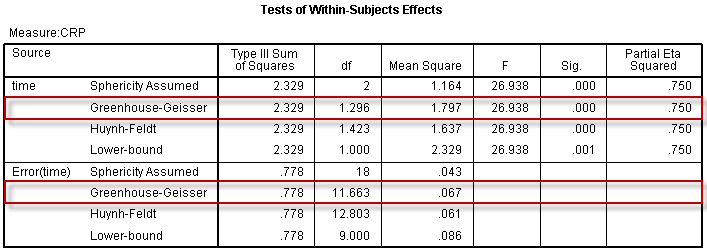 Tests of Within-Subjects Effects
Measure:CRP
Source Type III Sum of Squares df Mean Square F Sig. Partial Eta Squared
time Sphericity Assumed 2.329 2 1.164 26.938 .000 .750
Greenhouse-Geisser 2.329 1.296 1.797 26.938 .000 .750
Huynh-Feldt 2.329 1.423 1.637 26.938 .000 .750
Lower-bound 2.329 1.000 2.329 26.938 .001 .750
Error(time) Sphericity Assumed .778 18 .043
Greenhouse-Geisser .778 11.663 .067
Huynh-Feldt .778 12.803 .061
Lower-bound .778 9.000 .086